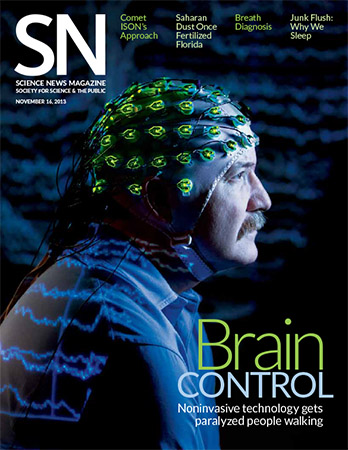 SN
SCIENCE NEWS MAGAZINE
SOCIETY FOR SCIENCE & THE PUBLIC
NOVEMBER 16, 2013
Comet
ISON's
Approach
Saharan
Dust Once
Fertilized
Florida
Breath
Diagnosis
Junk Flush:
Why We
Sleep
Brain
CONTROL
Noninvasive technology gets
paralyzed people walking